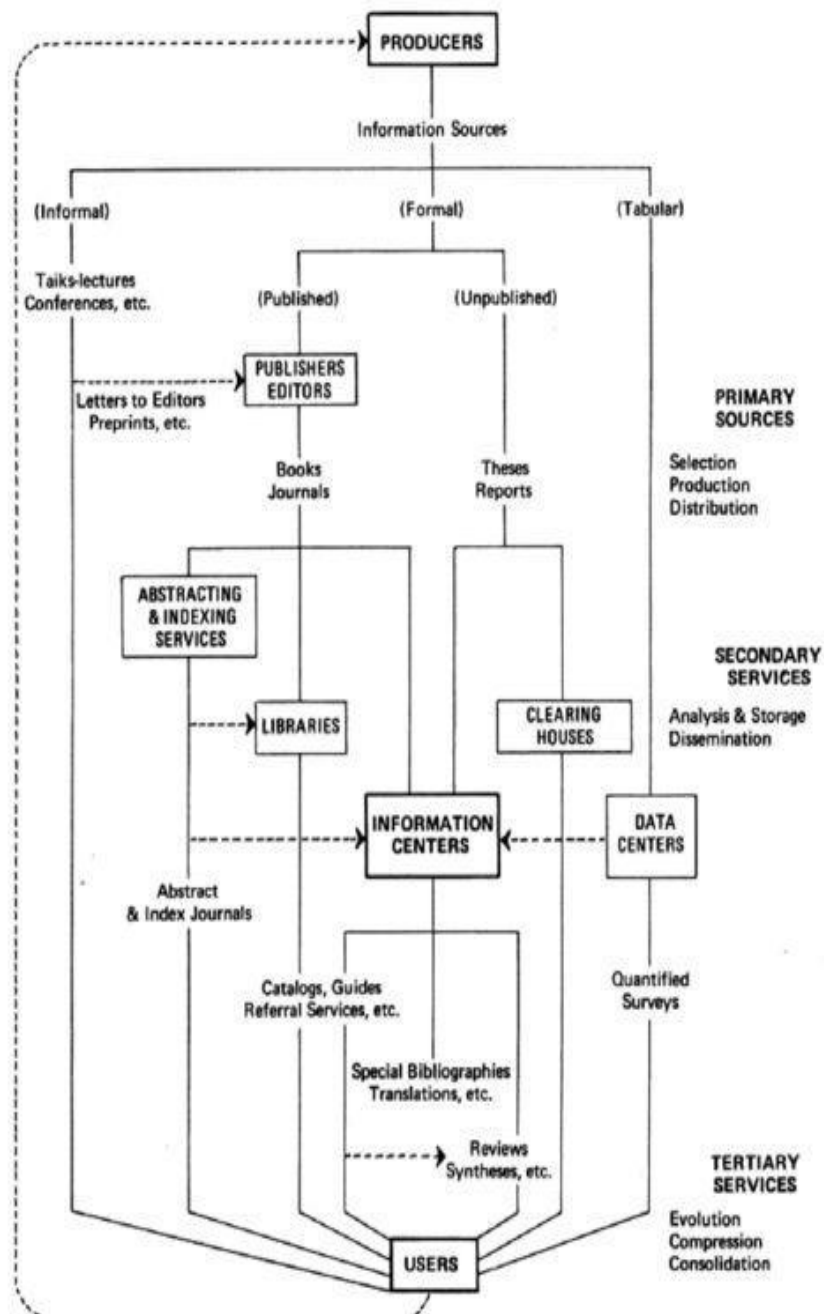 PRODUCERS
Information Sources
(Informal)
(Formal)
(Tabular)
Taiks-lectures
Conferences, etc.
(Published)
(Unpublished)
PUBLISHERS
EDITORS
Letters to Editors
Preprints, etc.
PRIMARY
SOURCES
Books
Journals
Theses
Reports
Selection
Production
Distribution
ABSTRACTING
& INDEXING
SERVICES
SECONDARY
SERVICES
LIBRARIES
CLEARING
HOUSES
Analysis & Storage
Dissemination
INFORMATION
CENTERS
DATA
CENTERS
Abstract
& Index Journals
Catalogs, Guides
Referral Services, etc.
Quantified
Surveys
Special Bibliographies
Translations, etc.
Reviews
Syntheses, etc.
TERTIARY
SERVICES
Evolution
Compression
Consolidation
USERS